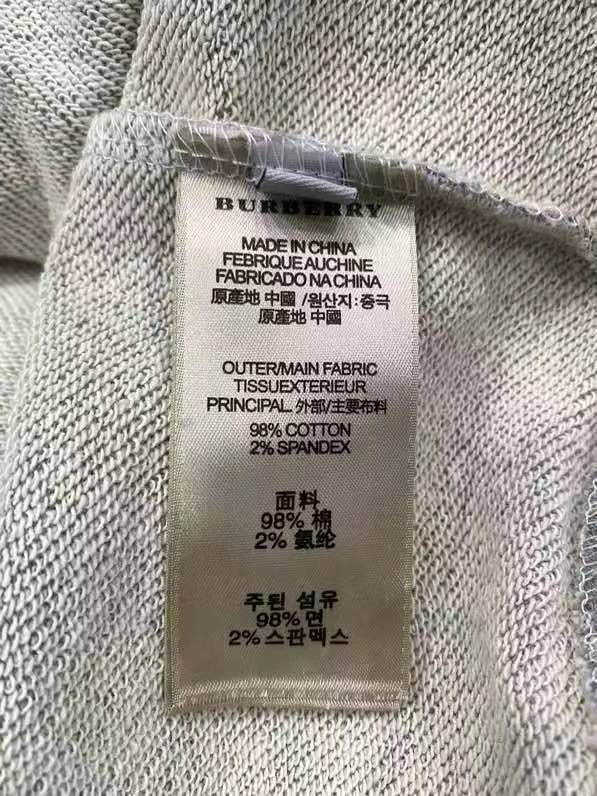 BURBERRY
MADE IN CHINA
FEBRIQUE AUCHINE
FABRICADO NA CHINA
原產地 中國 /원산지:중국
原產地 中國
OUTER/MAIN FABRIC
TISSUEXTERIEUR
PRINCIPAL 外部/主要布料
98% COTTON
2% SPANDEX
面料
98% 棉
2% 氨纶
주된 섬유
98% 면
2% 스판덱스